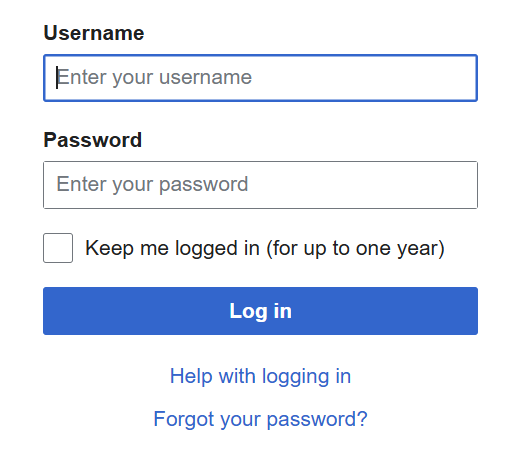 Username
Enter your username
Password
Enter your password
Keep me logged in (for up to one year)
Log in
Help with logging in
Forgot your password?